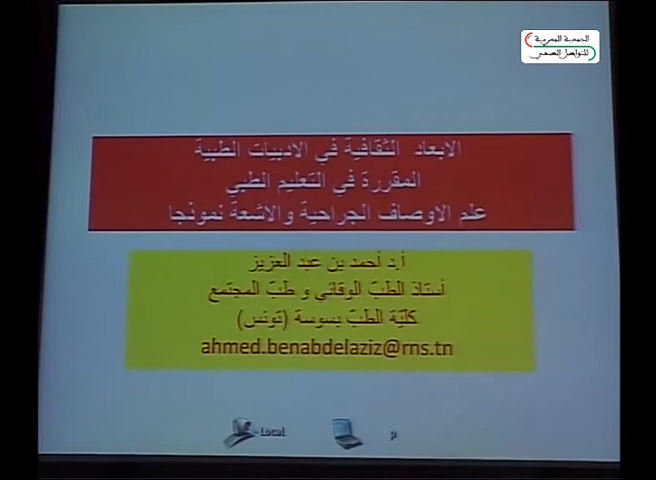 الجمعية المغربية
للتواصل الصحي
الابعاد الثقافية في الادبيات الطبية
المقررة في التعليم الطبي
علم الاوصاف الجراحية والاشعة نموذجا
أ.د أحمد بن عبد العزيز
أستاذ الطبّ الوقائي و طبّ المجتمع
كلّيّة الطبّ بسوسة (تونس)
ahmed.benabdelaziz@rns.tn
Local
p